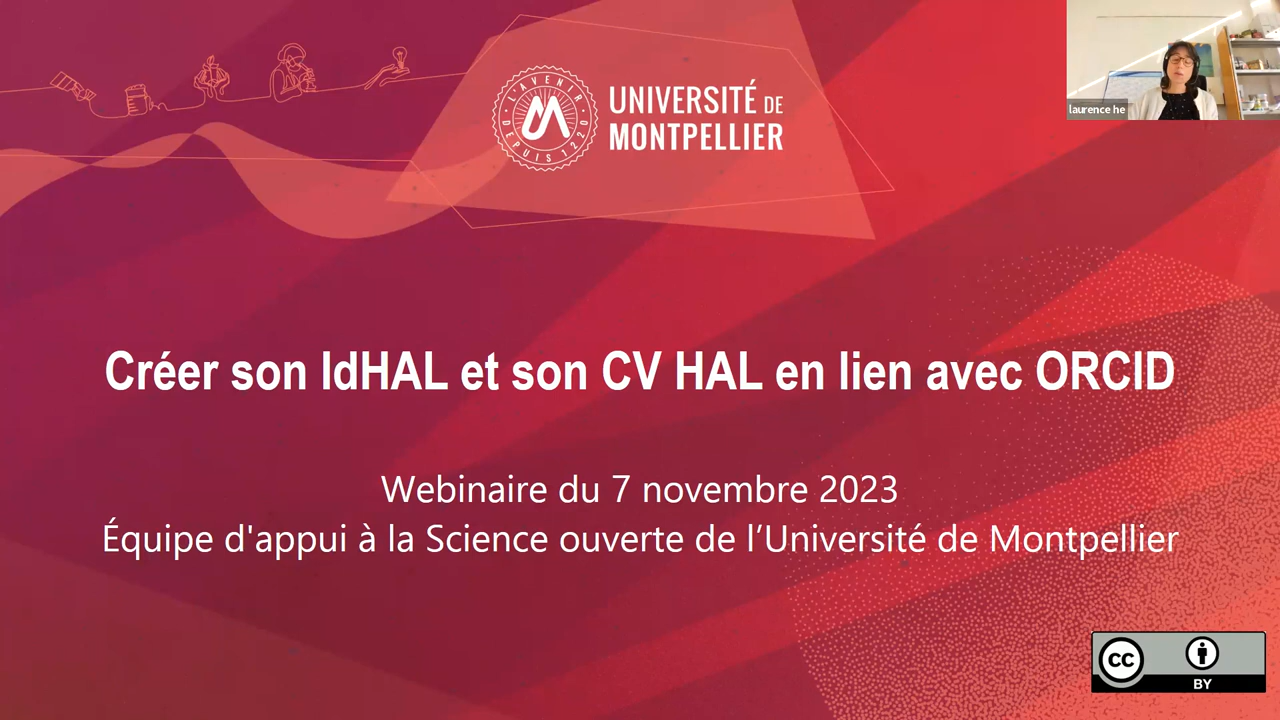 L'AVENIR DEPUIS 1220
UNIVERSITÉ DE
MONTPELLIER
laurence he
Créer son IdHAL et son CV HAL en lien avec ORCID
Webinaire du 7 novembre 2023
Équipe d'appui à la Science ouverte de l’Université de Montpellier
cc
BY